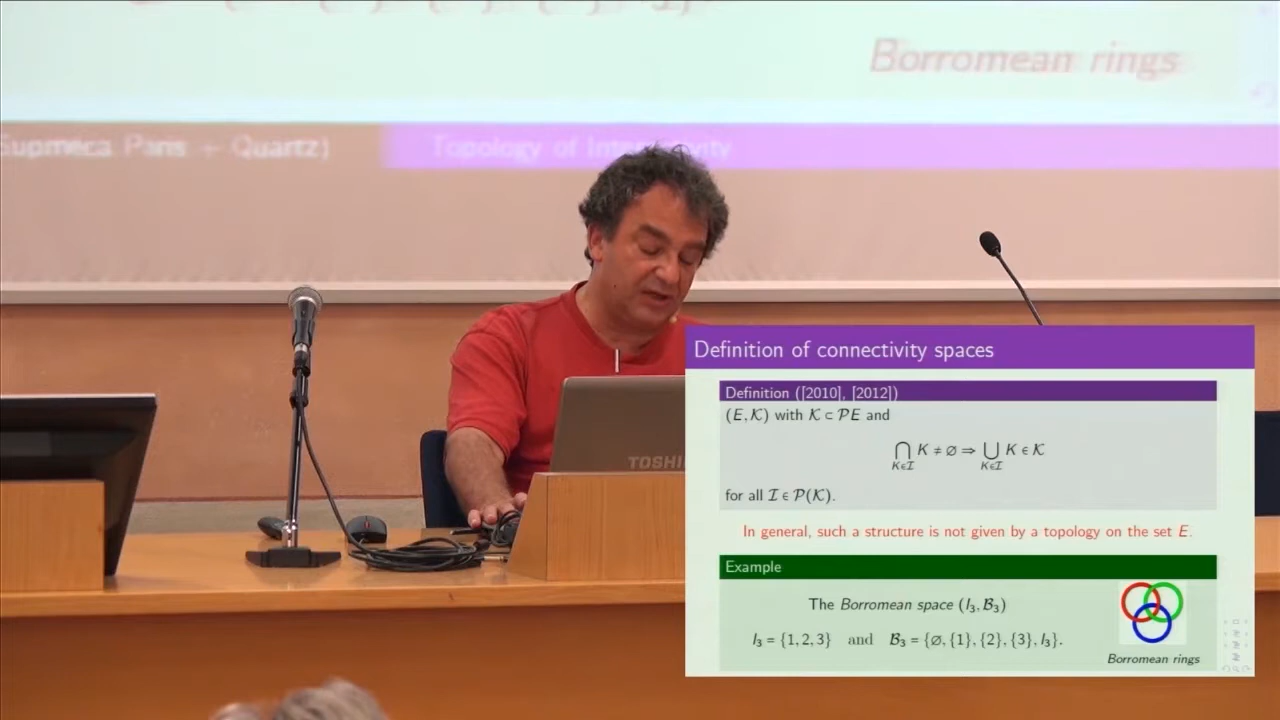 Borromean rings
Supmeca Paris + Quartz)
Topology of Interactivity
TOSHI
Definition of connectivity spaces
Definition ([2010], [2012])
(E, 𝒦) with 𝒦 ⊂ 𝒫E and
⋂ K ≠ ∅ ⇒ ⋃ K ∈ 𝒦
K∈ℐ K∈ℐ
for all ℐ ∈ 𝒫(𝒦).
In general, such a structure is not given by a topology on the set E.
Example
The Borromean space (I₃, ℬ₃)
I₃ = {1, 2, 3} and ℬ₃ = {∅, {1}, {2}, {3}, I₃}.
Borromean rings